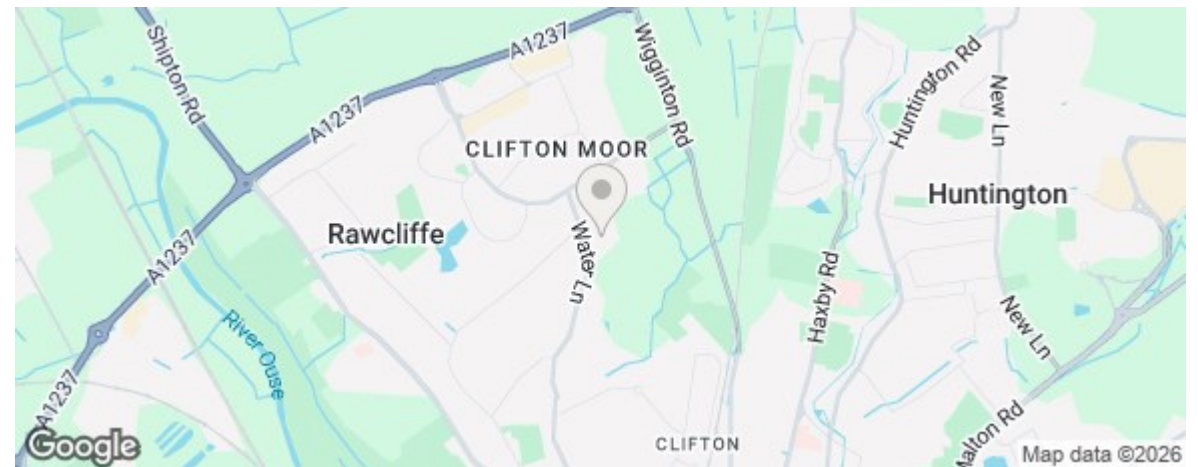 Shipton Rd
A1237
Wigginton Rd
Huntington Rd
New Ln
A1237
CLIFTON MOOR
Huntington
Rawcliffe
Water Ln
A1237
Haxby Rd
River Ouse
New Ln
A1237
CLIFTON
Malton Rd
Google
Map data ©2026